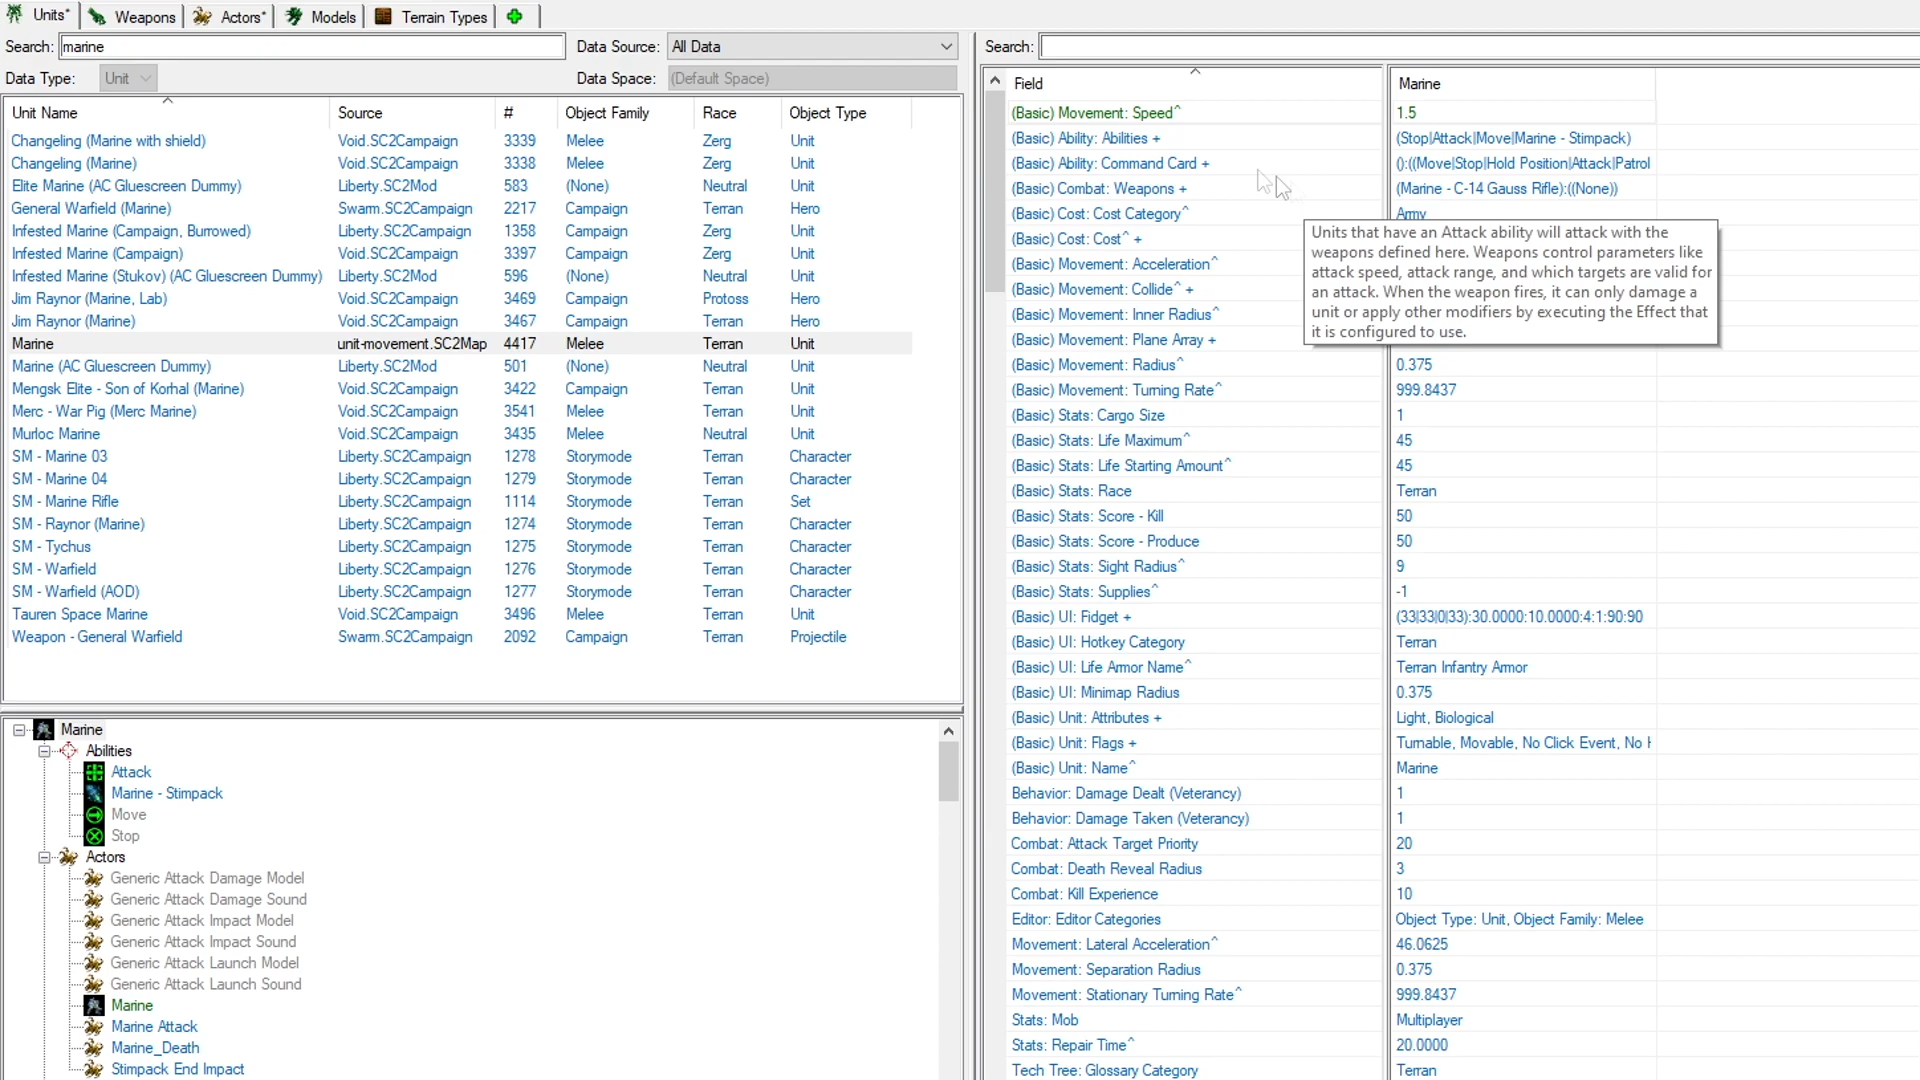 Units*
Weapons
Actors*
Models
Terrain Types
Search: marine
Data Source: All Data
Data Type: Unit
Data Space: (Default Space)
Unit Name Source # Object Family Race Object Type
Changeling (Marine with shield) Void.SC2Campaign 3339 Melee Zerg Unit
Changeling (Marine) Void.SC2Campaign 3338 Melee Zerg Unit
Elite Marine (AC Gluescreen Dummy) Liberty.SC2Mod 583 (None) Neutral Unit
General Warfield (Marine) Swarm.SC2Campaign 2217 Campaign Terran Hero
Infested Marine (Campaign, Burrowed) Liberty.SC2Campaign 1358 Campaign Zerg Unit
Infested Marine (Campaign) Void.SC2Campaign 3397 Campaign Zerg Unit
Infested Marine (Stukov) (AC Gluescreen Dummy) Liberty.SC2Mod 596 (None) Neutral Unit
Jim Raynor (Marine, Lab) Void.SC2Campaign 3469 Campaign Protoss Hero
Jim Raynor (Marine) Void.SC2Campaign 3467 Campaign Terran Hero
Marine unit-movement.SC2Map 4417 Melee Terran Unit
Marine (AC Gluescreen Dummy) Liberty.SC2Mod 501 (None) Neutral Unit
Mengsk Elite - Son of Korhal (Marine) Void.SC2Campaign 3422 Campaign Terran Unit
Merc - War Pig (Merc Marine) Void.SC2Campaign 3541 Melee Terran Unit
Murloc Marine Void.SC2Campaign 3435 Melee Neutral Unit
SM - Marine 03 Liberty.SC2Campaign 1278 Storymode Terran Character
SM - Marine 04 Liberty.SC2Campaign 1279 Storymode Terran Character
SM - Marine Rifle Liberty.SC2Campaign 1114 Storymode Terran Set
SM - Raynor (Marine) Liberty.SC2Campaign 1274 Storymode Terran Character
SM - Tychus Liberty.SC2Campaign 1275 Storymode Terran Character
SM - Warfield Liberty.SC2Campaign 1276 Storymode Terran Character
SM - Warfield (AOD) Liberty.SC2Campaign 1277 Storymode Terran Character
Tauren Space Marine Void.SC2Campaign 3496 Melee Terran Unit
Weapon - General Warfield Swarm.SC2Campaign 2092 Campaign Terran Projectile
Marine
Abilities
Attack
Marine - Stimpack
Move
Stop
Actors
Generic Attack Damage Model
Generic Attack Damage Sound
Generic Attack Impact Model
Generic Attack Impact Sound
Generic Attack Launch Model
Generic Attack Launch Sound
Marine
Marine Attack
Marine_Death
Stimpack End Impact
Search:
Field Marine
(Basic) Movement: Speed^ 1.5
(Basic) Ability: Abilities + (Stop|Attack|Move|Marine - Stimpack)
(Basic) Ability: Command Card + ():((Move|Stop|Hold Position|Attack|Patrol
(Basic) Combat: Weapons + (Marine - C-14 Gauss Rifle):((None))
(Basic) Cost: Cost Category^ Army
(Basic) Cost: Cost^ +
(Basic) Movement: Acceleration^
(Basic) Movement: Collide^ +
(Basic) Movement: Inner Radius^
(Basic) Movement: Plane Array +
Units that have an Attack ability will attack with the
weapons defined here. Weapons control parameters like
attack speed, attack range, and which targets are valid for
an attack. When the weapon fires, it can only damage a
unit or apply other modifiers by executing the Effect that
it is configured to use.
(Basic) Movement: Radius^ 0.375
(Basic) Movement: Turning Rate^ 999.8437
(Basic) Stats: Cargo Size 1
(Basic) Stats: Life Maximum^ 45
(Basic) Stats: Life Starting Amount^ 45
(Basic) Stats: Race Terran
(Basic) Stats: Score - Kill 50
(Basic) Stats: Score - Produce 50
(Basic) Stats: Sight Radius^ 9
(Basic) Stats: Supplies^ -1
(Basic) UI: Fidget + (33|33|0|33):30.0000:10.0000:4:1:90:90
(Basic) UI: Hotkey Category Terran
(Basic) UI: Life Armor Name^ Terran Infantry Armor
(Basic) UI: Minimap Radius 0.375
(Basic) Unit: Attributes + Light, Biological
(Basic) Unit: Flags + Turnable, Movable, No Click Event, No
(Basic) Unit: Name^ Marine
Behavior: Damage Dealt (Veterancy) 1
Behavior: Damage Taken (Veterancy) 1
Combat: Attack Target Priority 20
Combat: Death Reveal Radius 3
Combat: Kill Experience 10
Editor: Editor Categories Object Type: Unit, Object Family: Melee
Movement: Lateral Acceleration^ 46.0625
Movement: Separation Radius 0.375
Movement: Stationary Turning Rate^ 999.8437
Stats: Mob Multiplayer
Stats: Repair Time^ 20.0000
Tech Tree: Glossary Category Terran